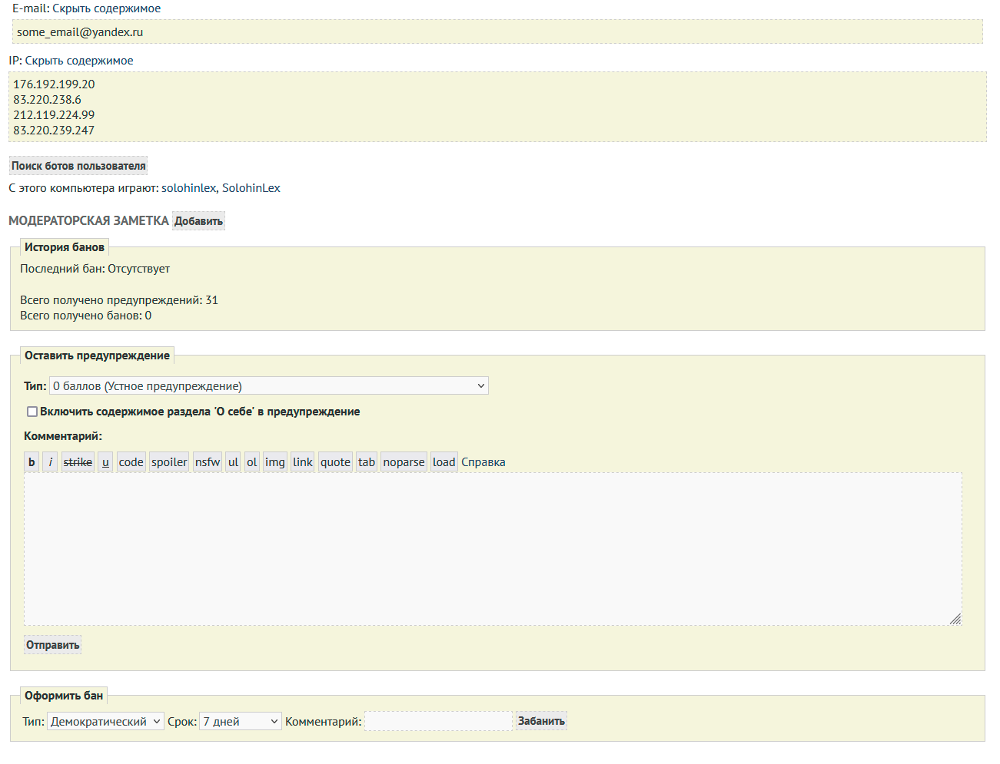 E-mail: Скрыть содержимое
some_email@yandex.ru
IP: Скрыть содержимое
176.192.199.20
83.220.238.6
212.119.224.99
83.220.239.247
Поиск ботов пользователя
С этого компьютера играют: solohinlex, SolohinLex
МОДЕРАТОРСКАЯ ЗАМЕТКА Добавить
История банов
Последний бан: Отсутствует
Всего получено предупреждений: 31
Всего получено банов: 0
Оставить предупреждение
Тип: 0 баллов (Устное предупреждение)
Включить содержимое раздела 'О себе' в предупреждение
Комментарий:
b i strike u code spoiler nsfw ul ol img link quote tab noparse load Справка
Отправить
Оформить бан
Тип: Демократический Срок: 7 дней Комментарий: Забанить